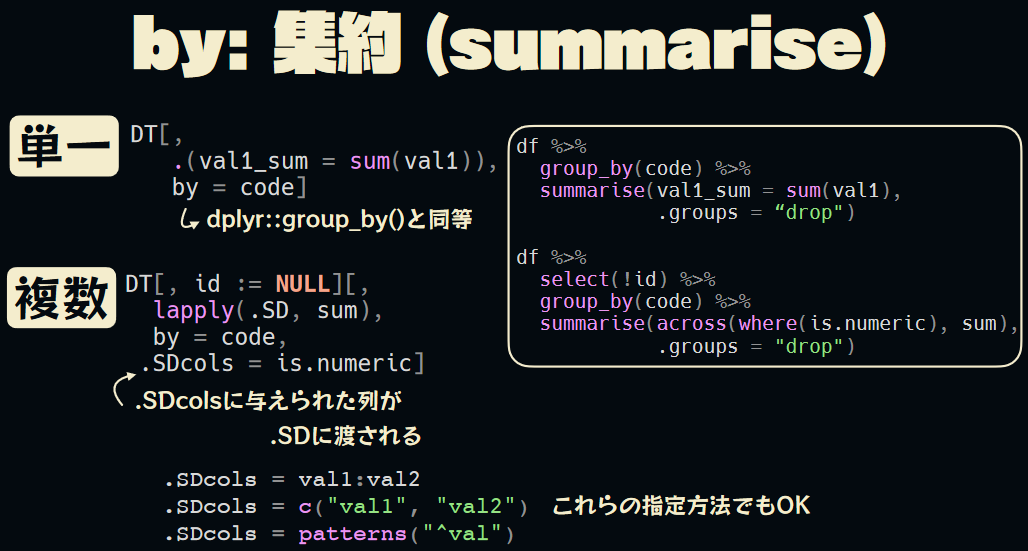 by: 集約 (summarise)
単一
DT[,
.(val1_sum = sum(val1)),
by = code]
dplyr::group_by()と同等
複数
DT[, id := NULL][,
lapply(.SD, sum),
by = code,
.SDcols = is.numeric]
.SDcolsに与えられた列が
.SDに渡される
.SDcols = val1:val2
.SDcols = c("val1", "val2")
.SDcols = patterns("^val")
これらの指定方法でもOK
df %>%
group_by(code) %>%
summarise(val1_sum = sum(val1),
.groups = “drop")
df %>%
select(!id) %>%
group_by(code) %>%
summarise(across(where(is.numeric), sum),
.groups = "drop")